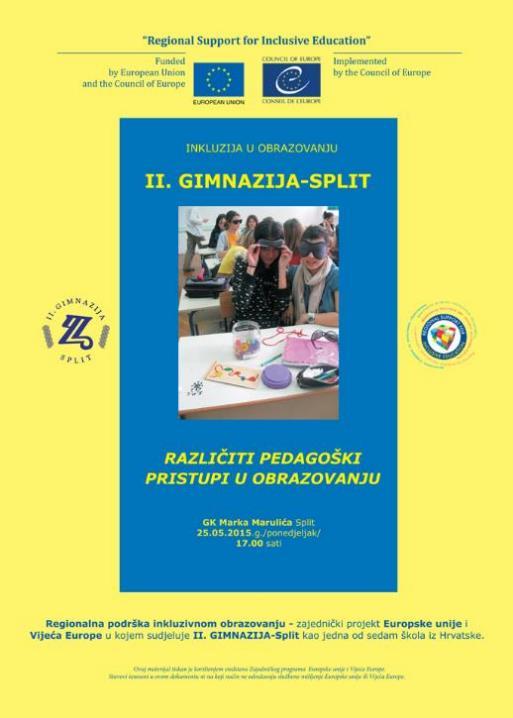 "Regional Support for Inclusive Education"
Funded
by European Union
and the Council of Europe
EUROPEAN UNION
COUNCIL OF EUROPE
CONSEIL DE L'EUROPE
Implemented
by the Council of Europe
INKLUZIJA U OBRAZOVANJU
II. GIMNAZIJA-SPLIT
II. GIMNAZIJA
SPLIT
REGIONAL SUPPORT FOR
INCLUSIVE EDUCATION
RAZLIČITI PEDAGOŠKI
PRISTUPI U OBRAZOVANJU
GK Marka Marulića Split
25.05.2015.g./ponedjeljak/
17.00 sati
Regionalna podrška inkluzivnom obrazovanju - zajednički projekt Europske unije i
Vijeća Europe u kojem sudjeluje II. GIMNAZIJA-Split kao jedna od sedam škola iz Hrvatske.
Ovaj materijal tiskan je korištenjem sredstava Zajedničkog programa Europske unije i Vijeća Europe.
Stavovi izneseni u ovom dokumentu ni na koji način ne odražavaju službeno mišljenje Europske unije ili Vijeća Europe.